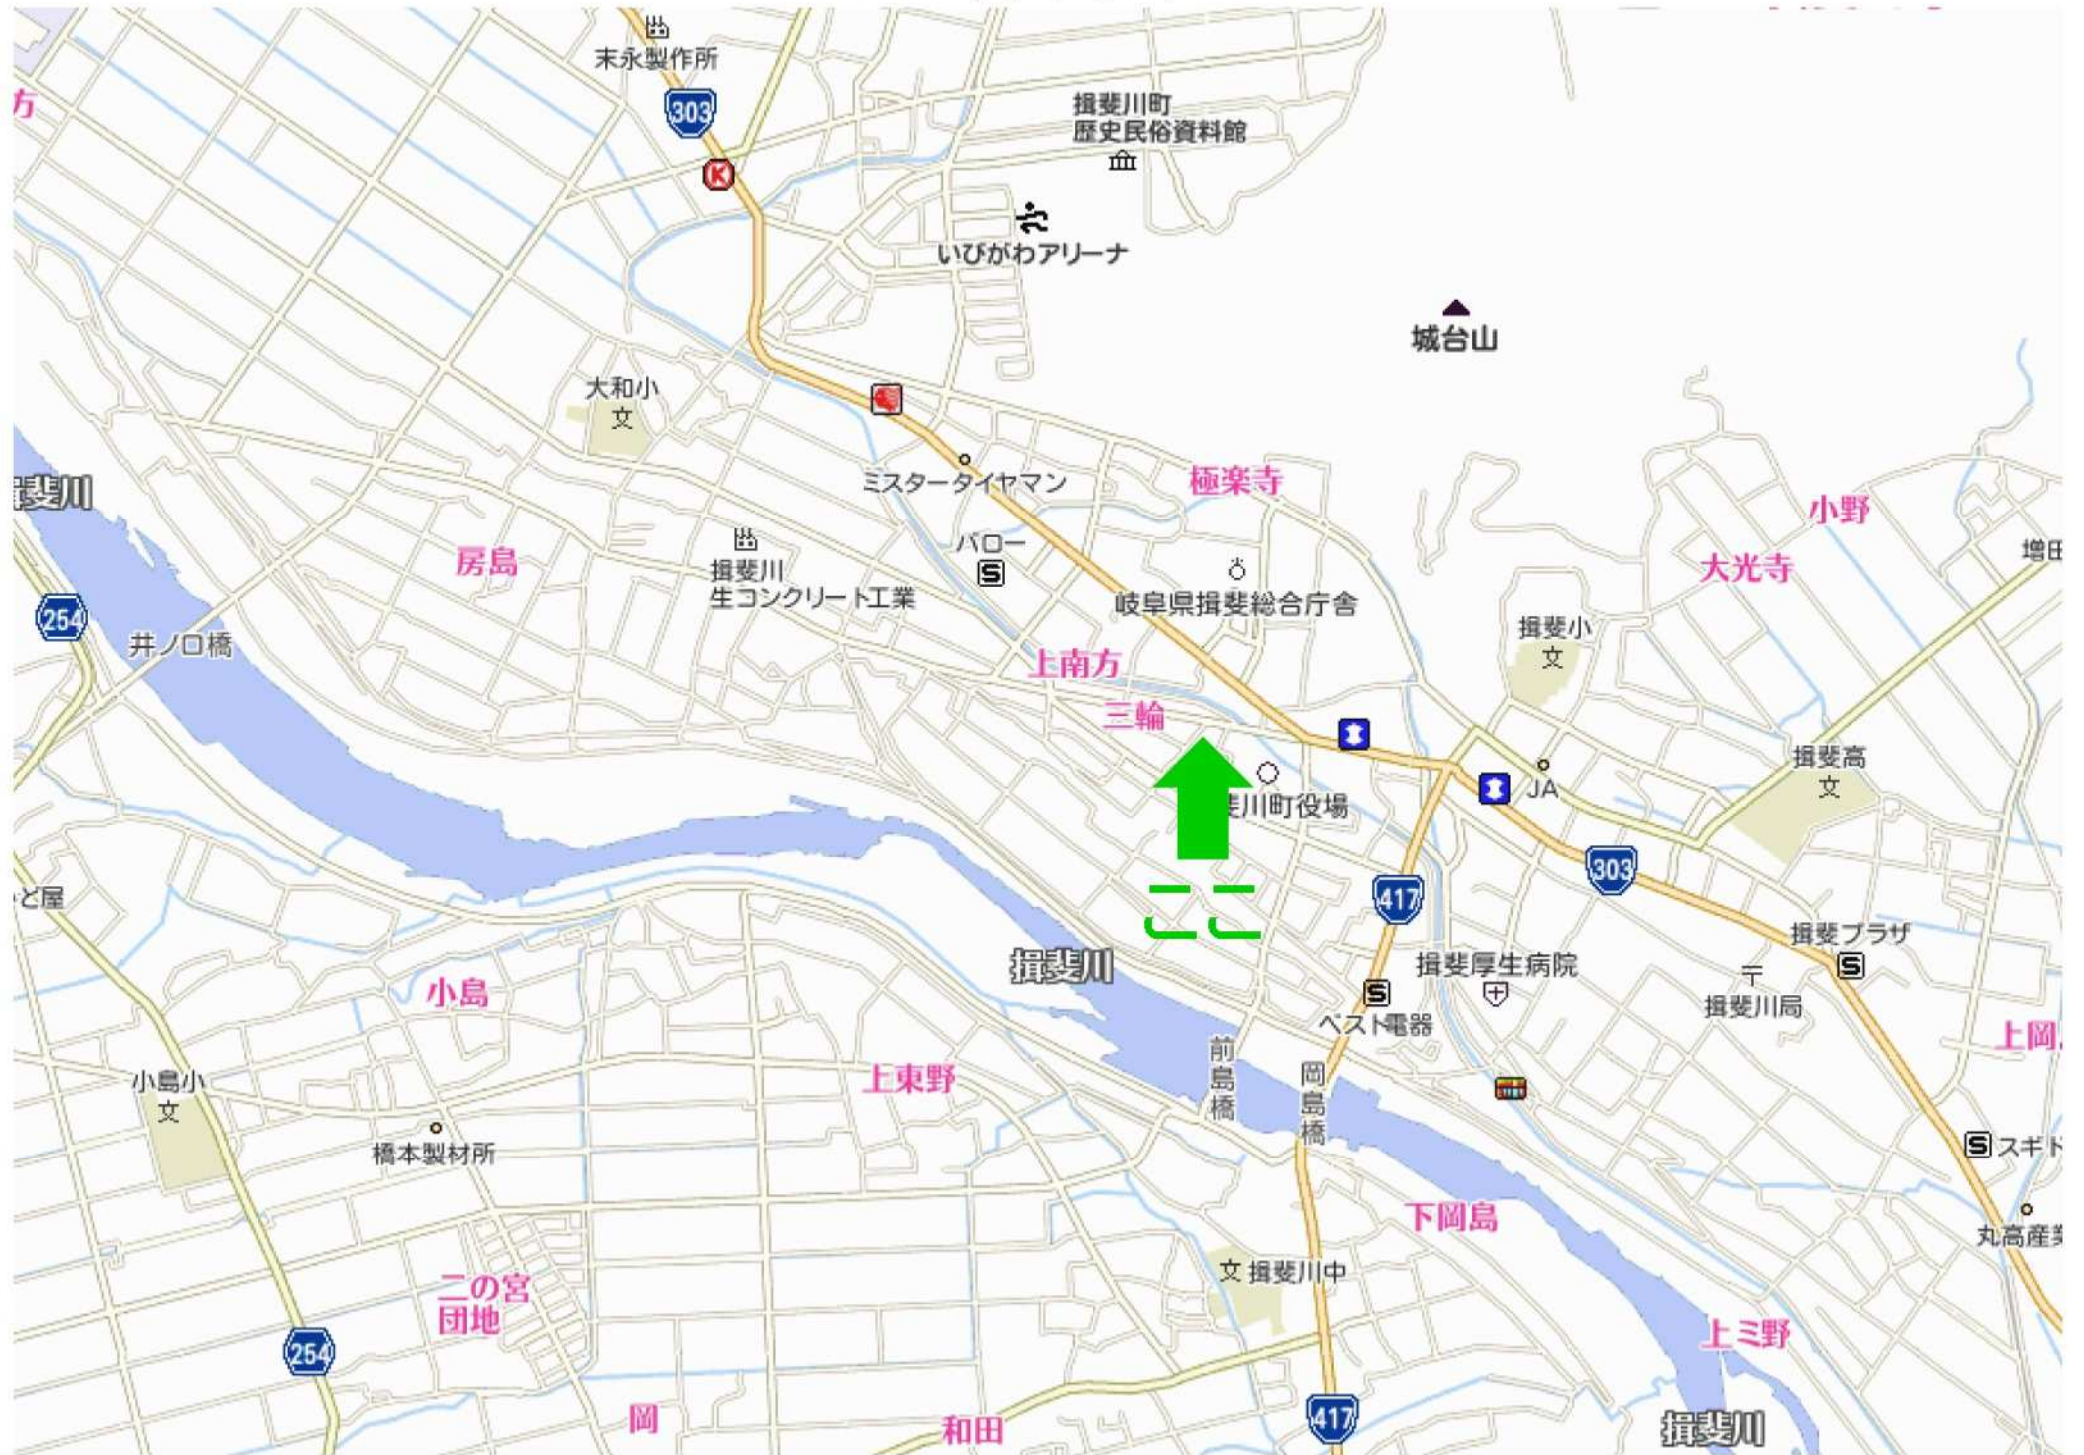 末永製作所
303
方
揖斐川町
歴史民俗資料館
K
いびがわアリーナ
城台山
大和小
文
ミスタータイヤマン
極楽寺
斐川
小野
房島
揖斐川
生コンクリート工業
バロー
S
大光寺
増田
254
井ノ口橋
岐阜県揖斐総合庁舎
揖斐小
文
上南方
三輪
揖斐高
文
JA
斐川町役場
303
417
ど屋
ここ
揖斐プラザ
S
揖斐川
揖斐厚生病院
小島
S
〒
揖斐川局
ベスト電器
上岡
前島橋
岡島橋
上東野
小島小
文
橋本製材所
S スギド
下岡島
丸高産業
文 揖斐川中
二の宮
団地
上ミ野
254
岡
和田
417
揖斐川